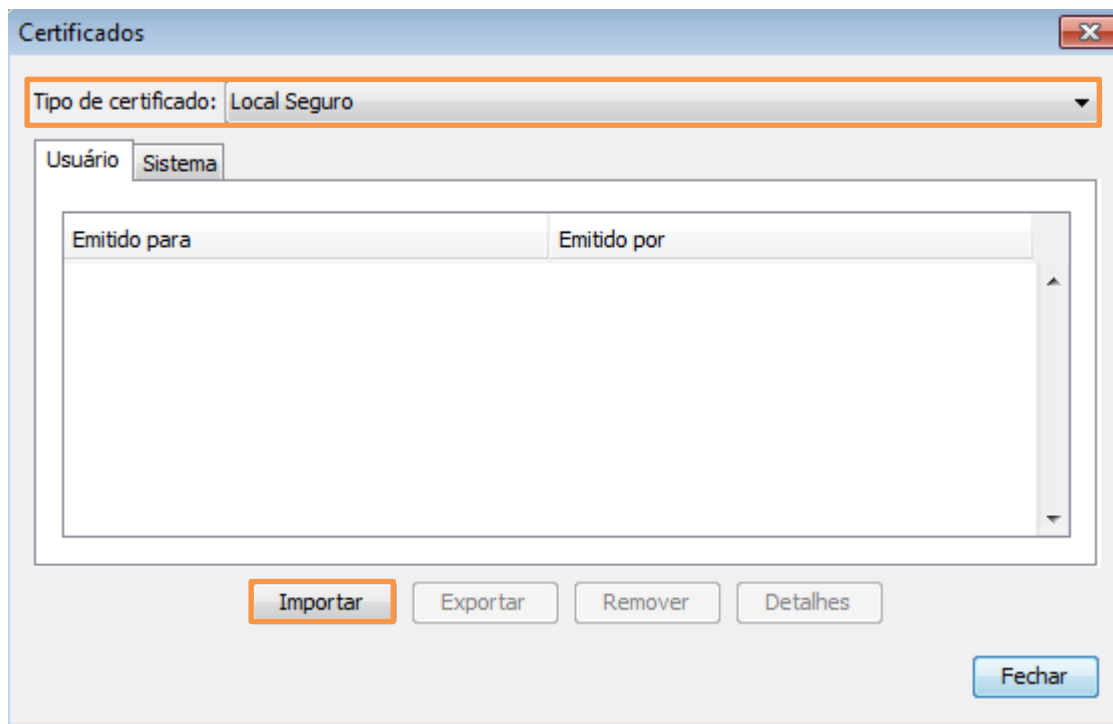 Certificados
Tipo de certificado: Local Seguro
Usuário Sistema
Emitido para Emitido por
Importar Exportar Remover Detalhes
Fechar